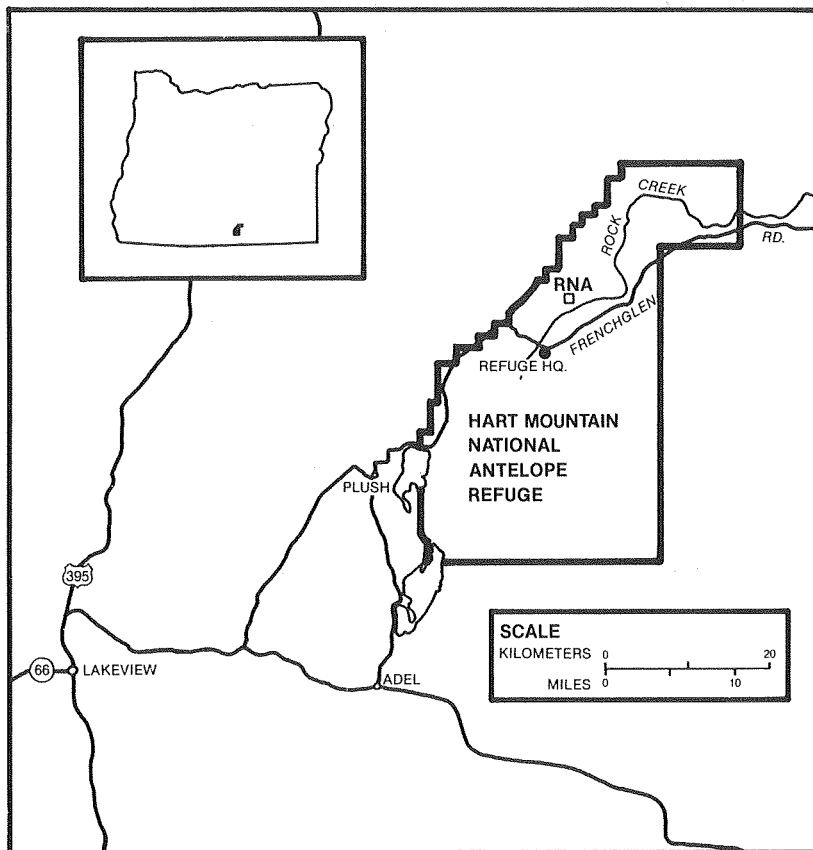 CREEK
ROCK
RD.
RNA
FRENCHGLEN
REFUGE HQ.
HART MOUNTAIN
NATIONAL
ANTELOPE
REFUGE
PLUSH
395
66
LAKEVIEW
ADEL
SCALE
KILOMETERS 0 20
MILES 0 10